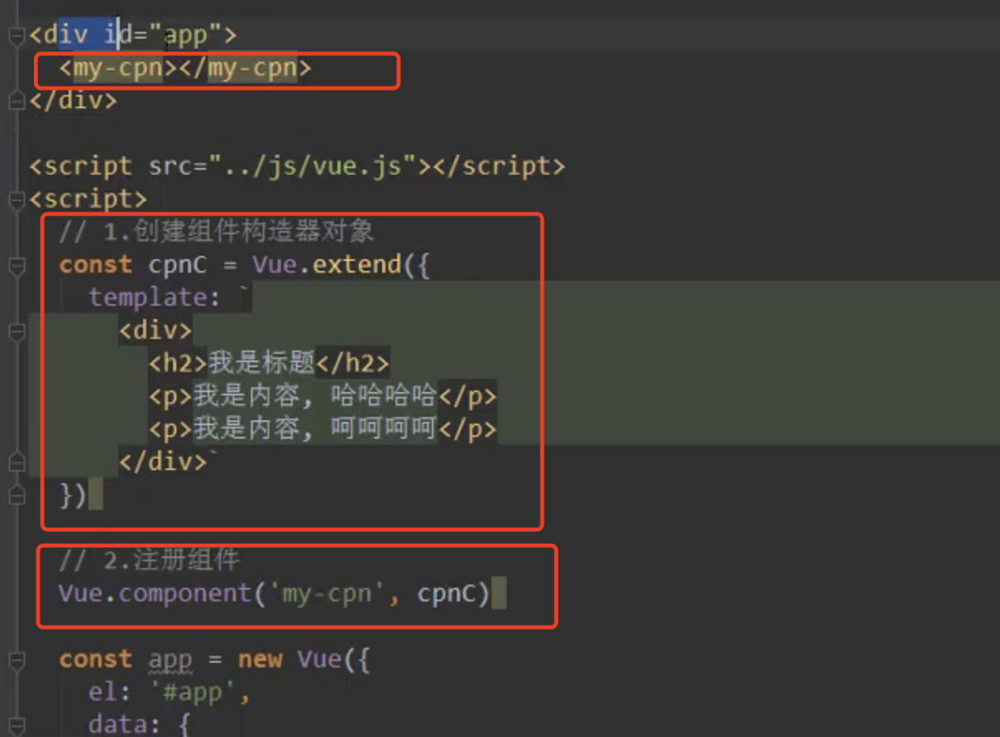 <div id="app">
<my-cpn></my-cpn>
</div>
<script src="../js/vue.js"></script>
<script>
// 1.创建组件构造器对象
const cpnC = Vue.extend({
template: `
<div>
<h2>我是标题</h2>
<p>我是内容, 哈哈哈哈</p>
<p>我是内容, 呵呵呵呵</p>
</div>`
})
// 2.注册组件
Vue.component('my-cpn', cpnC)
const app = new Vue({
el: '#app',
data: {